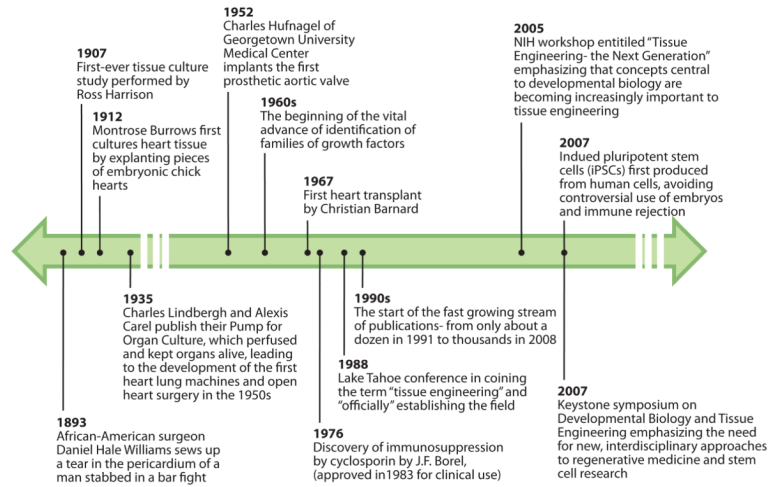 1952
Charles Hufnagel of
Georgetown University
Medical Center
implants the first
prosthetic aortic valve
2005
NIH workshop entitiled “Tissue
Engineering- the Next Generation”
emphasizing that concepts central
to developmental biology are
becoming increasingly important to
tissue engineering
1907
First-ever tissue culture
study performed by
Ross Harrison
1960s
The beginning of the vital
advance of identification of
families of growth factors
1912
Montrose Burrows first
cultures heart tissue
by explanting pieces
of embryonic chick
hearts
2007
Indued pluripotent stem
cells (iPSCs) first produced
from human cells, avoiding
controversial use of embryos
and immune rejection
1967
First heart transplant
by Christian Barnard
1935
Charles Lindbergh and Alexis
Carel publish their Pump for
Organ Culture, which perfused
and kept organs alive, leading
to the development of the first
heart lung machines and open
heart surgery in the 1950s
1990s
The start of the fast growing stream
of publications- from only about a
dozen in 1991 to thousands in 2008
1988
Lake Tahoe conference in coining
the term “tissue engineering” and
“officially” establishing the field
2007
Keystone symposium on
Developmental Biology and Tissue
Engineering emphasizing the need
for new, interdisciplinary approaches
to regenerative medicine and stem
cell research
1893
African-American surgeon
Daniel Hale Williams sews up
a tear in the pericardium of a
man stabbed in a bar fight
1976
Discovery of immunosuppression
by cyclosporin by J.F. Borel,
(approved in1983 for clinical use)